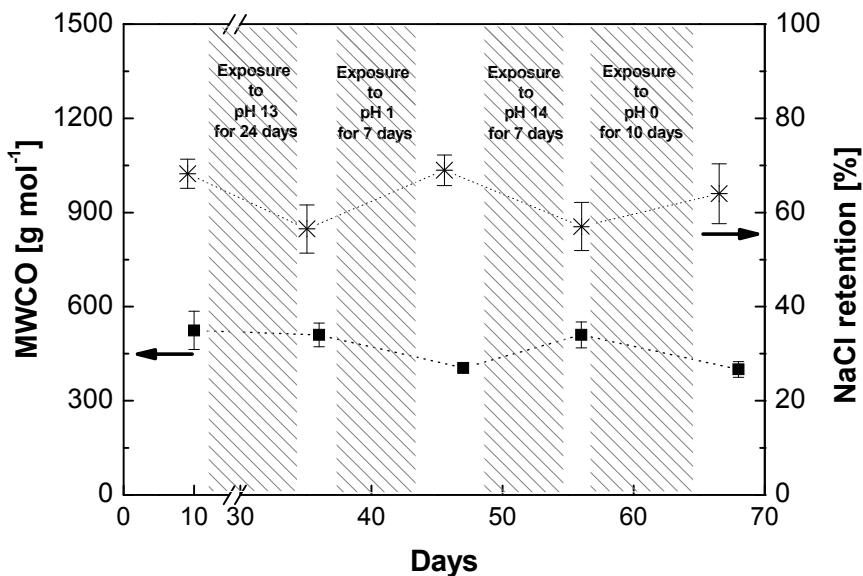 1500
1200
900
600
300
0
MWCO [g mol⁻¹]
Exposure
to
pH 13
for 24 days
Exposure
to
pH 1
for 7 days
Exposure
to
pH 14
for 7 days
Exposure
to
pH 0
for 10 days
100
80
60
40
20
0
NaCl retention [%]
0 10 30 40 50 60 70
Days